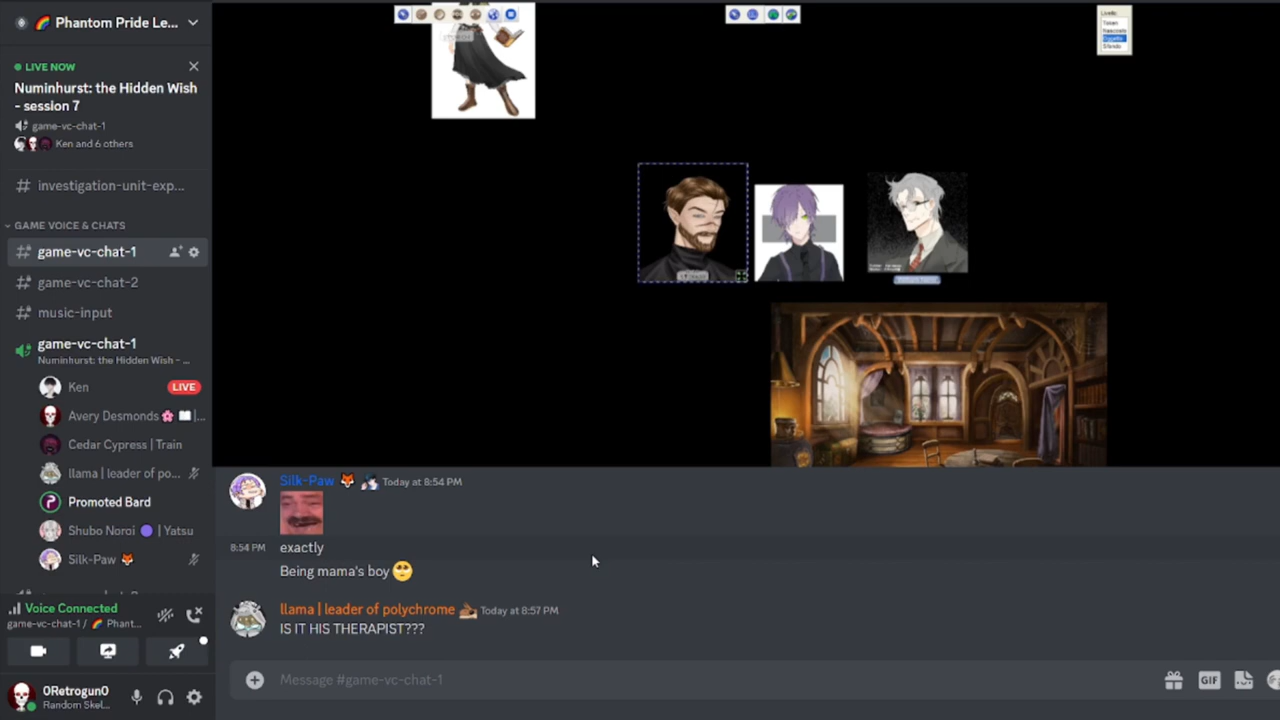 🌈 Phantom Pride Le...
LIVE NOW
Numinhurst: the Hidden Wish
- session 7
game-vc-chat-1
Ken and 6 others
investigation-unit-exp...
GAME VOICE & CHATS
game-vc-chat-1
game-vc-chat-2
music-input
game-vc-chat-1
Numinhurst: the Hidden Wish – ...
Ken
LIVE
Avery Desmonds🌸 📖|...
Cedar Cypress | Train
llama | leader of po...
Promoted Bard
Shubo Noroi 🟣 | Yatsu
Silk-Paw 🦊
Voice Connected
game-vc-chat-1 / 🌈 Phant...
0Retrogun0
Random Skel...
Silk-Paw 🦊 Today at 8:54 PM
8:54 PM exactly
Being mama's boy 🥺
llama | leader of polychrome Today at 8:57 PM
IS IT HIS THERAPIST???
Message #game-vc-chat-1
GIF